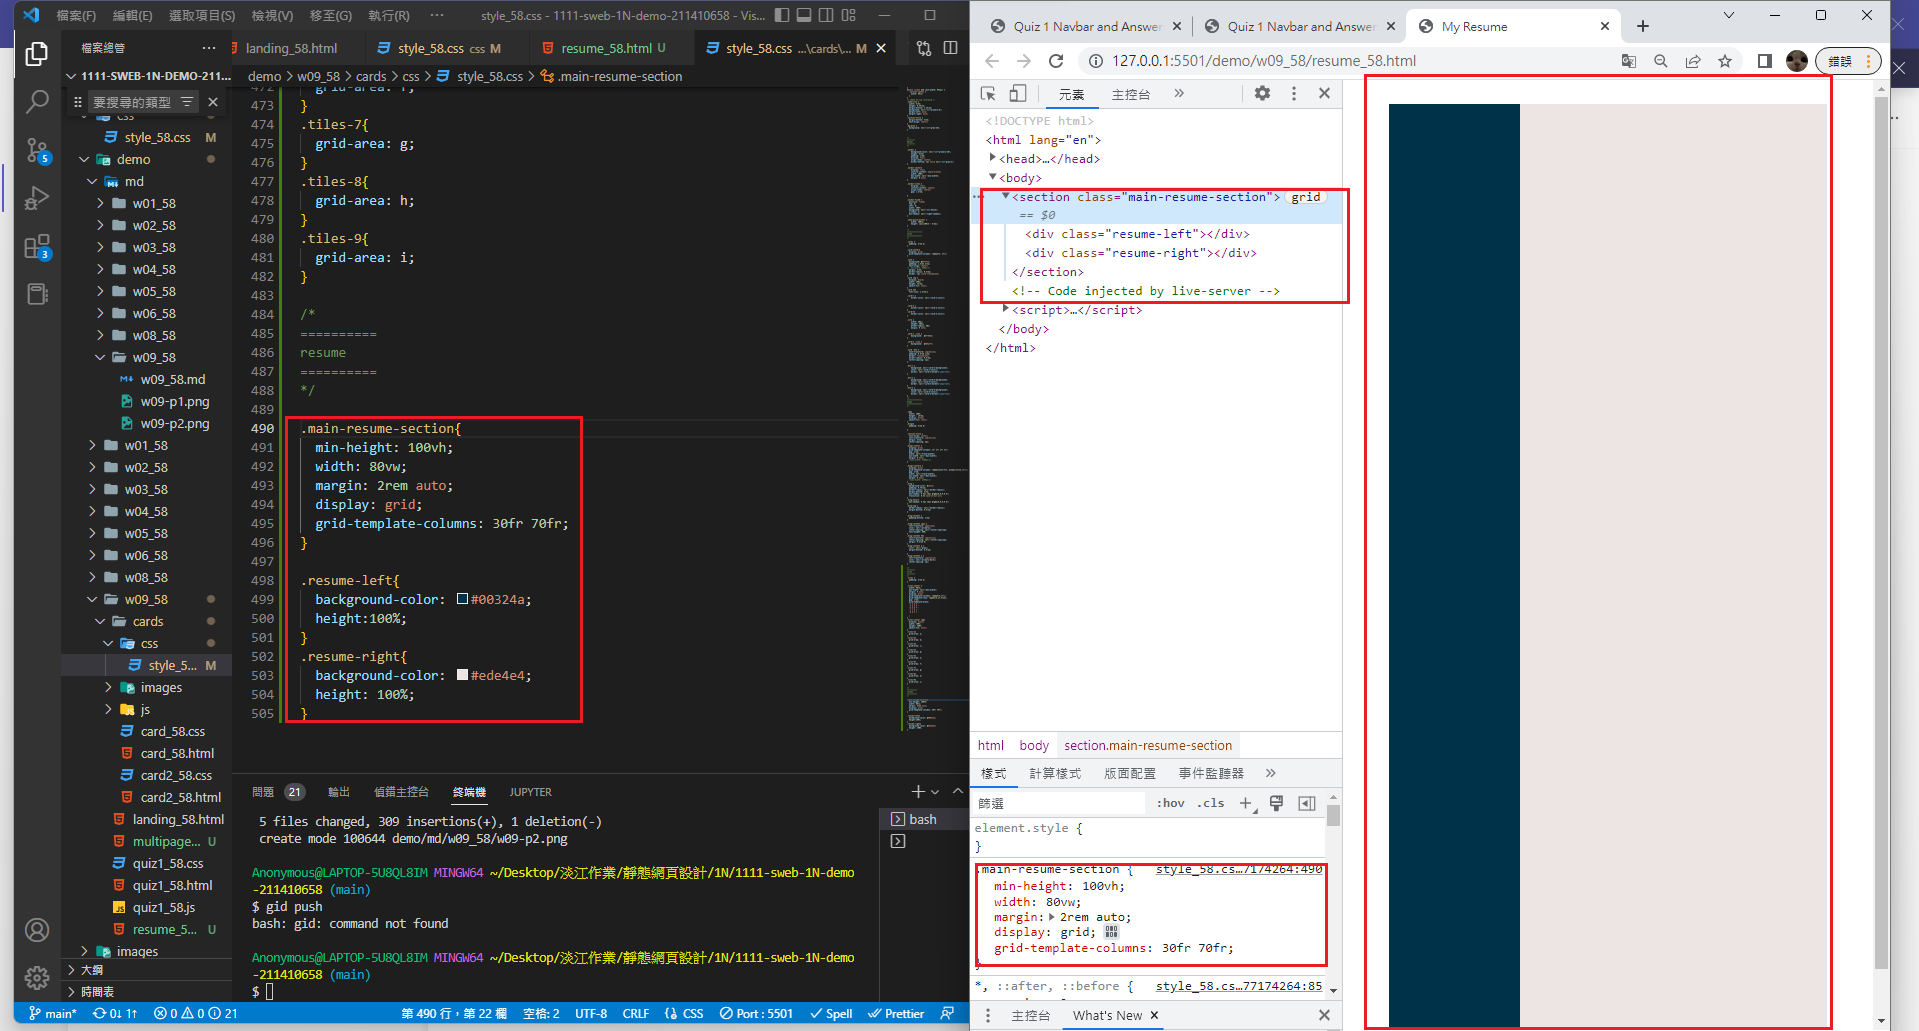 檔案(F) 編輯(E) 選取項目(S) 檢視(V) 移至(G) 執行(R) ··· style_58.css - 1111-sweb-1N-demo-211410658 - Vis...
檔案總管 ···
1111-SWEB-1N-DEMO-211...
要搜尋的類型
css
style_58.css M
demo
md
w01_58
w02_58
w03_58
w04_58
w05_58
w06_58
w08_58
w09_58
w09_58.md
w09-p1.png
w09-p2.png
w01_58
w02_58
w03_58
w04_58
w05_58
w06_58
w08_58
w09_58
cards
css
style_5... M
images
js
card_58.css
card_58.html
card2_58.css
card2_58.html
landing_58.html
multipage... U
quiz1_58.css
quiz1_58.html
quiz1_58.js
resume_5... U
images
大綱
時間表
5
3
landing_58.html style_58.css css M resume_58.html U style_58.css ...\cards\... M
demo > w09_58 > cards > css > style_58.css > .main-resume-section
472 grid-area: f;
473 }
474 .tiles-7{
475 grid-area: g;
476 }
477 .tiles-8{
478 grid-area: h;
479 }
480 .tiles-9{
481 grid-area: i;
482 }
483
484 /*
485 ==========
486 resume
487 ==========
488 */
489
490 .main-resume-section{
491 min-height: 100vh;
492 width: 80vw;
493 margin: 2rem auto;
494 display: grid;
495 grid-template-columns: 30fr 70fr;
496 }
497
498 .resume-left{
499 background-color: #00324a;
500 height:100%;
501 }
502 .resume-right{
503 background-color: #ede4e4;
504 height: 100%;
505 }
問題 21 輸出 偵錯主控台 終端機 JUPYTER
5 files changed, 309 insertions(+), 1 deletion(-)
create mode 100644 demo/md/w09_58/w09-p2.png
Anonymous@LAPTOP-5U8QL8IM MINGW64 ~/Desktop/淡江作業/靜態網頁設計/1N/1111-sweb-1N-demo
-211410658 (main)
$ gid push
bash: gid: command not found
Anonymous@LAPTOP-5U8QL8IM MINGW64 ~/Desktop/淡江作業/靜態網頁設計/1N/1111-sweb-1N-demo
-211410658 (main)
$
bash
main* 0↓ 1↑ 0 0 21 第 490 行，第 22 欄 空格: 2 UTF-8 CRLF { } CSS Port : 5501 Spell Prettier
Quiz 1 Navbar and Answer Quiz 1 Navbar and Answer My Resume
127.0.0.1:5501/demo/w09_58/resume_58.html 錯誤
元素 主控台 »
<!DOCTYPE html>
<html lang="en">
<head>…</head>
<body>
··· <section class="main-resume-section"> grid
== $0
<div class="resume-left"></div>
<div class="resume-right"></div>
</section>
<!-- Code injected by live-server -->
<script>…</script>
</body>
</html>
html body section.main-resume-section
樣式 計算樣式 版面配置 事件監聽器 »
篩選 :hov .cls +
element.style {
}
.main-resume-section { style_58.cs…7174264:490
min-height: 100vh;
width: 80vw;
margin: 2rem auto;
display: grid;
grid-template-columns: 30fr 70fr;
}
*, ::after, ::before { style_58.cs…77174264:85
主控台 What's New